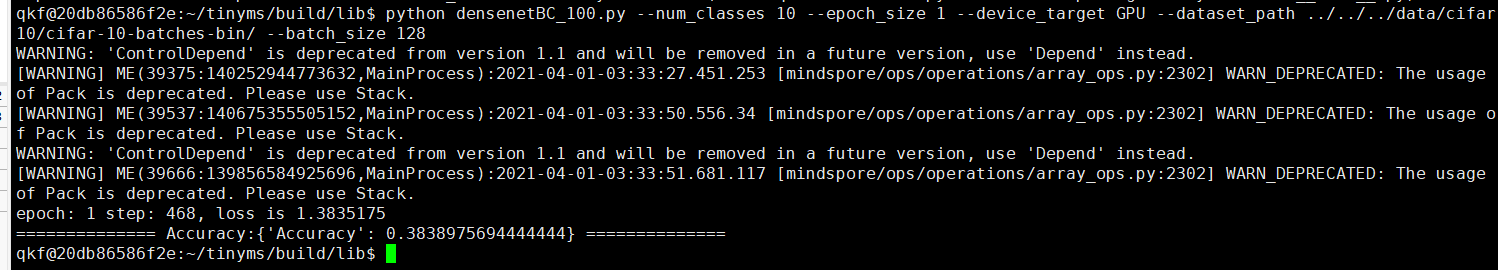 qkf@20db86586f2e:~/tinyms/build/lib$ python densenetBC_100.py --num_classes 10 --epoch_size 1 --device_target GPU --dataset_path ../../../data/cifar
10/cifar-10-batches-bin/ --batch_size 128
WARNING: 'ControlDepend' is deprecated from version 1.1 and will be removed in a future version, use 'Depend' instead.
[WARNING] ME(39375:140252944773632,MainProcess):2021-04-01-03:33:27.451.253 [mindspore/ops/operations/array_ops.py:2302] WARN_DEPRECATED: The usage
of Pack is deprecated. Please use Stack.
[WARNING] ME(39537:140675355505152,MainProcess):2021-04-01-03:33:50.556.34 [mindspore/ops/operations/array_ops.py:2302] WARN_DEPRECATED: The usage o
f Pack is deprecated. Please use Stack.
WARNING: 'ControlDepend' is deprecated from version 1.1 and will be removed in a future version, use 'Depend' instead.
[WARNING] ME(39666:139856584925696,MainProcess):2021-04-01-03:33:51.681.117 [mindspore/ops/operations/array_ops.py:2302] WARN_DEPRECATED: The usage
of Pack is deprecated. Please use Stack.
epoch: 1 step: 468, loss is 1.3835175
============== Accuracy:{'Accuracy': 0.3838975694444444} ==============
qkf@20db86586f2e:~/tinyms/build/lib$